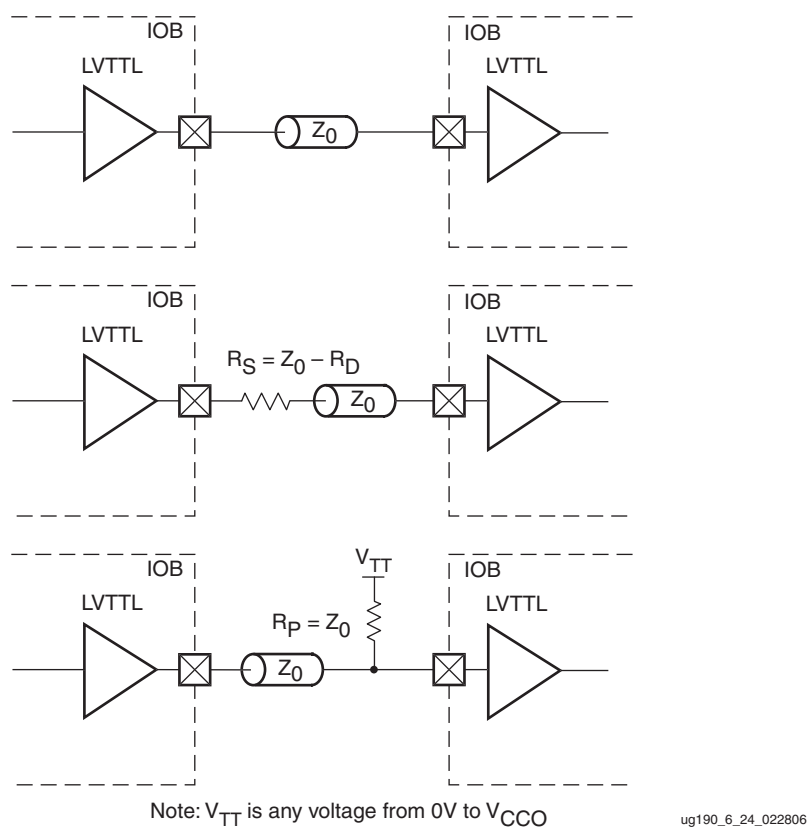 IOB
IOB
LVTTL
LVTTL
Z0
IOB
IOB
LVTTL
LVTTL
RS = Z0 – RD
Z0
IOB
IOB
VTT
LVTTL
LVTTL
RP = Z0
Z0
Note: VTT is any voltage from 0V to VCCO
ug190_6_24_022806